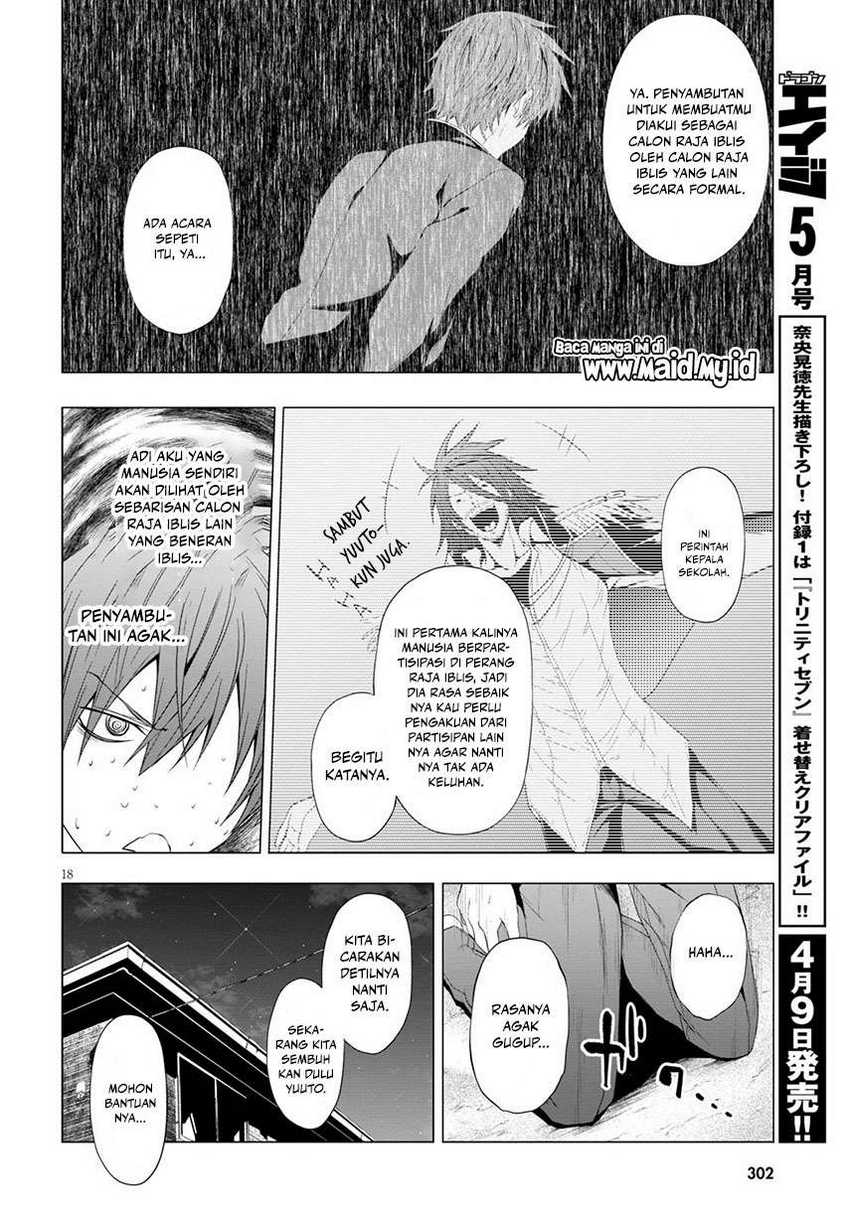 YA. PENYAMBUTAN
UNTUK MEMBUATMU
DIAKUI SEBAGAI
CALON RAJA IBLIS
OLEH CALON RAJA
IBLIS YANG LAIN
SECARA FORMAL.
ADA ACARA
SEPETI
ITU, YA...
Baca Manga ini di
www.Maid.my.id
INI
PERINTAH
KEPALA
SEKOLAH.
SAMBUT
YUUTO-
KUN JUGA.
INI PERTAMA KALINYA
MANUSIA BERPAR-
TISIPASI DI PERANG
RAJA IBLIS, JADI
DIA RASA SEBAIK
NYA KAU PERLU
PENGAKUAN DARI
PARTISIPAN LAIN
NYA AGAR NANTI
NYA TAK ADA
KELUHAN.
BEGITU
KATANYA.
ADI AKU YANG
MANUSIA SENDIRI
AKAN DILIHAT OLEH
SEBARISAN CALON
RAJA IBLIS LAIN
YANG BENERAN
IBLIS...
PENYAMBU-
TAN INI AGAK...
18
HAHA...
RASANYA
AGAK
GUGUP...
KITA BI-
CARAKAN
DETILNYA
NANTI
SAJA.
SEKA-
RANG KITA
SEMBUH
KAN DULU
YUUTO.
MOHON
BANTUAN
NYA...
ドラゴン
エイジ
5月号
奈央晃徳先生描き下ろし! 付録1は「『トリニティセブン』着せ替えクリアファイル」!!
4月9日発売!!
302